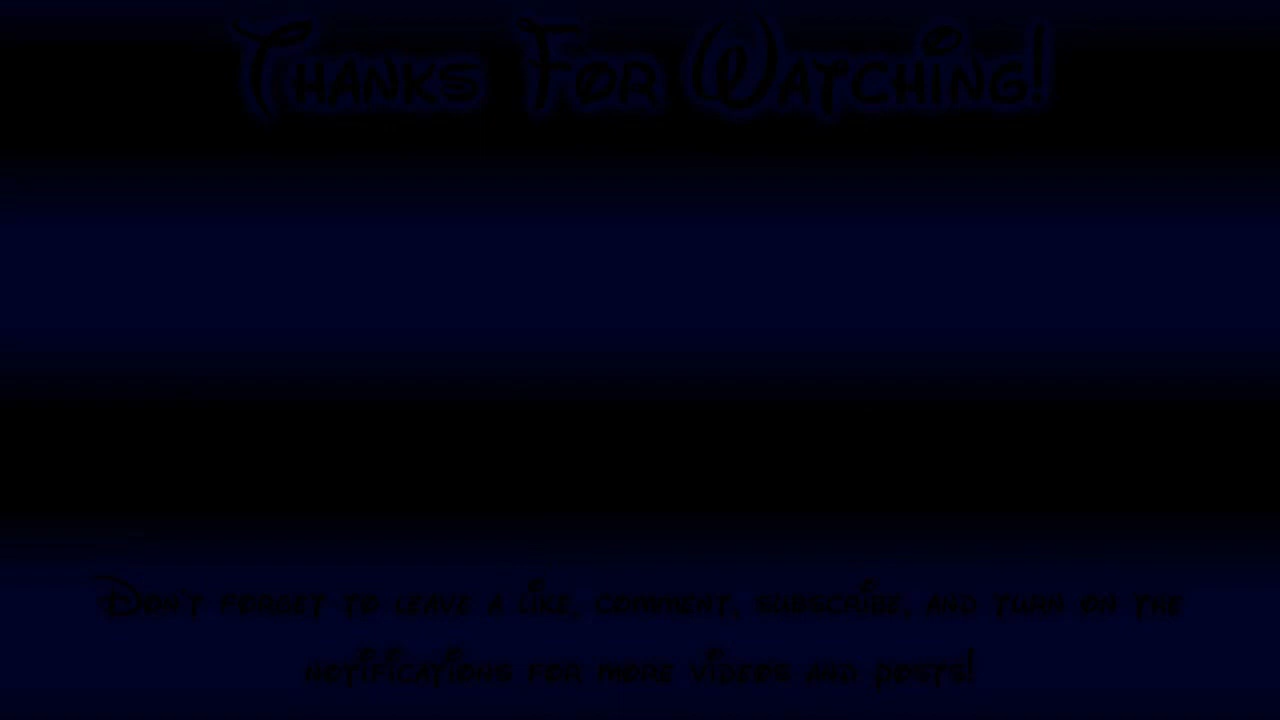 Thanks For Watching!
Don't forget to leave a like, comment, subscribe, and turn on the
notifications for more videos and posts!